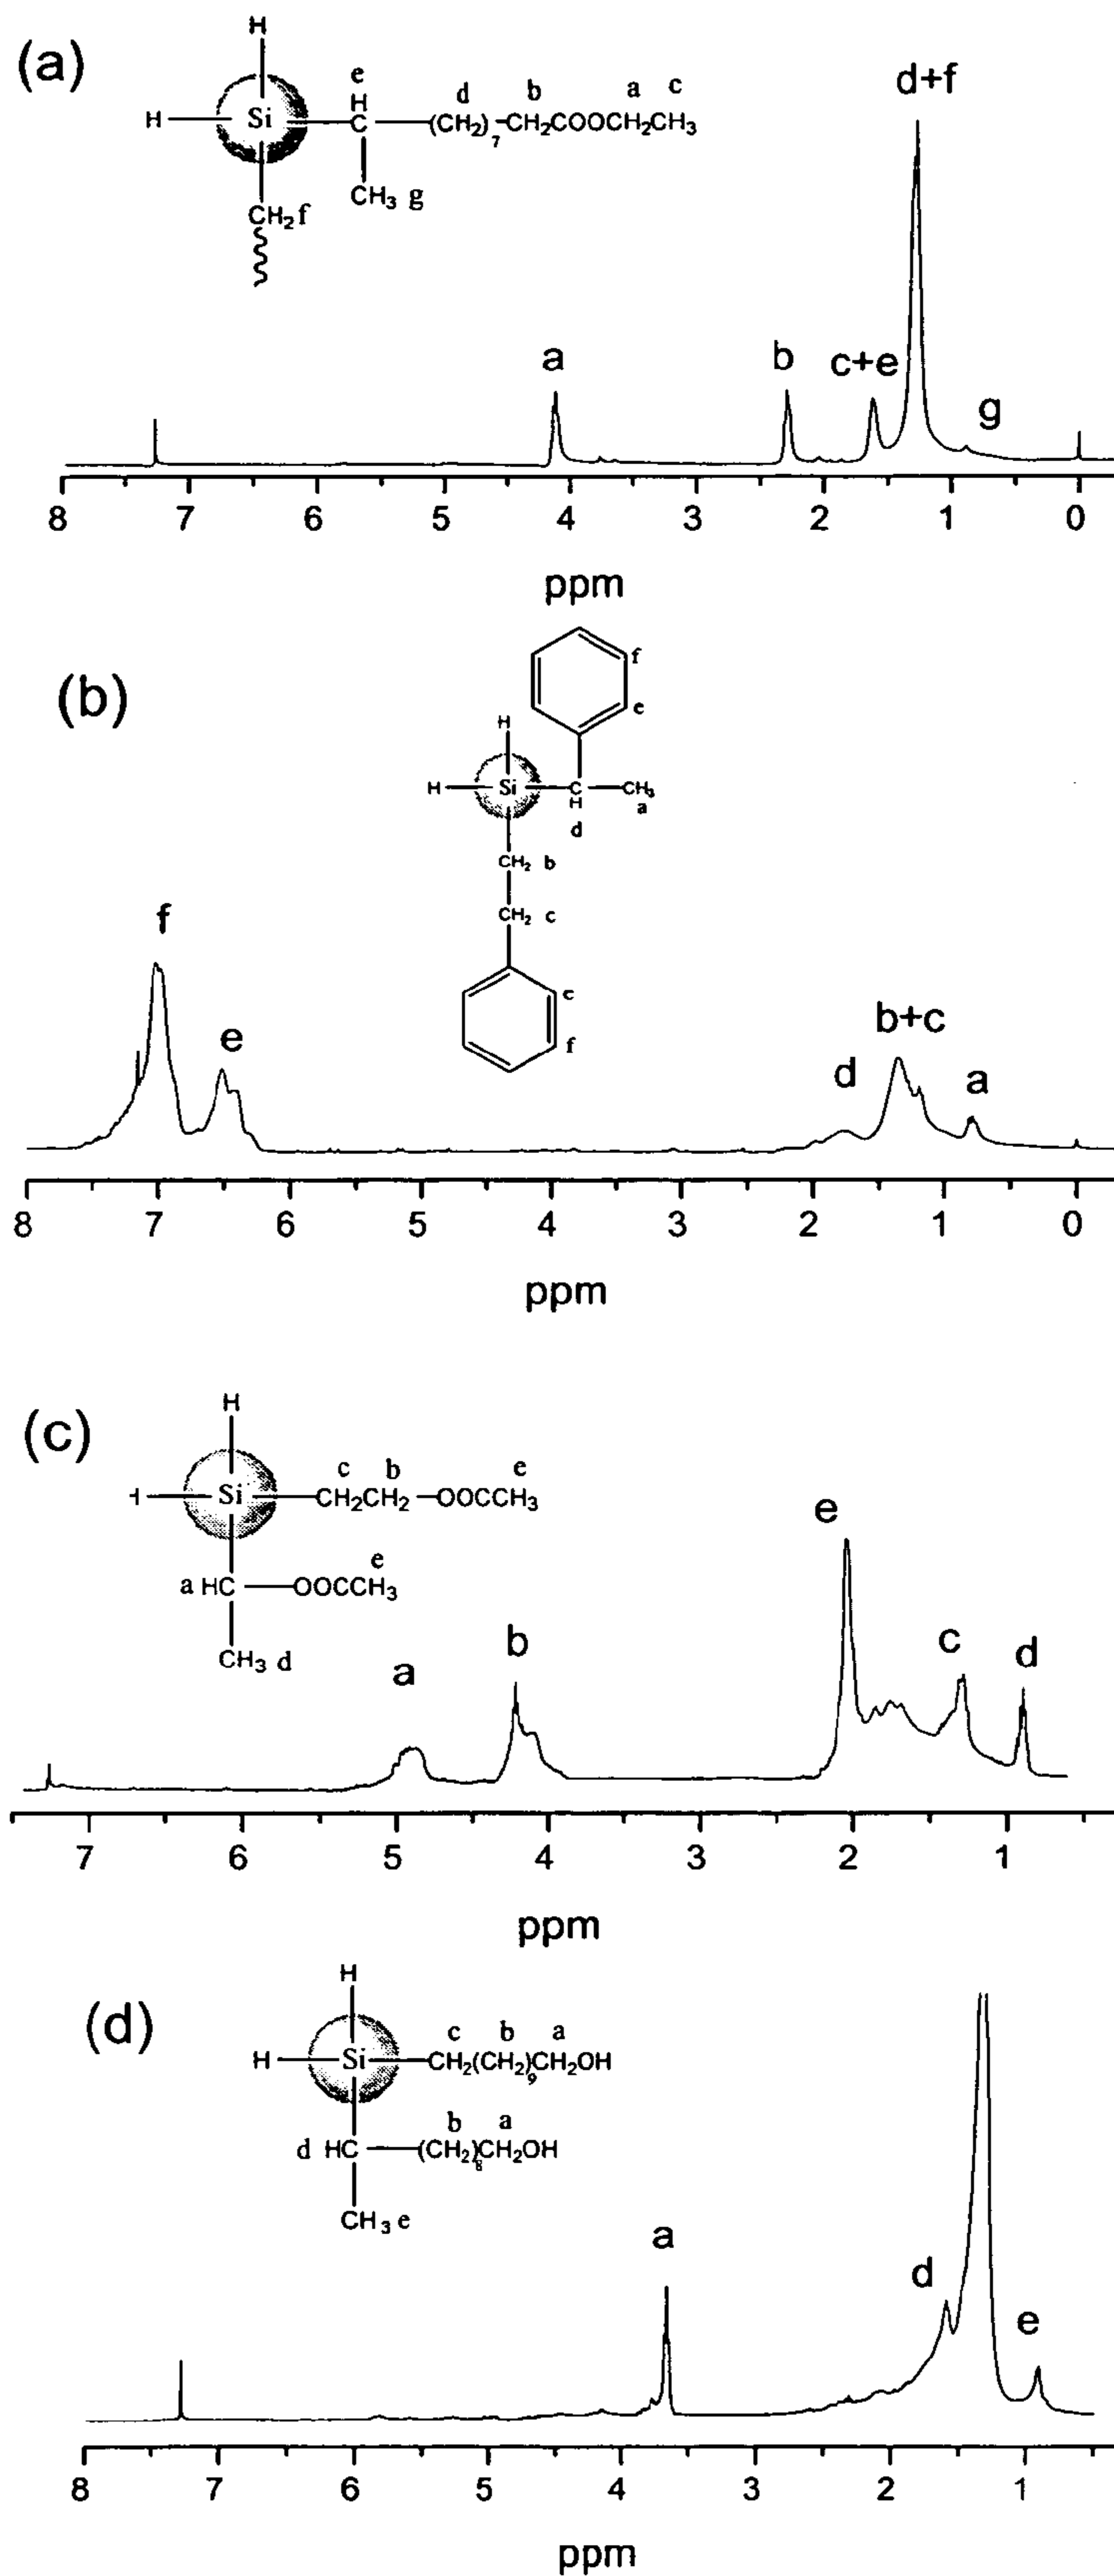 (a)
H
e
H
d b a c
H Si C (CH₂)₇ CH₂COOCH₂CH₃
CH₃ g
CH₂ f
d+f
a
b
c+e
g
8 7 6 5 4 3 2 1 0
ppm
(b)
f
e
H
H Si C CH₃
H a
d
CH₂ b
CH₂ c
e
f
f
e
d
b+c
a
8 7 6 5 4 3 2 1 0
ppm
(c)
H
c b e
H Si CH₂CH₂ OOCCH₃
e
a HC OOCCH₃
CH₃ d
a
b
e
c
d
7 6 5 4 3 2 1
ppm
(d)
H
c b a
H Si CH₂(CH₂)₉CH₂OH
b a
d HC (CH₂)₈CH₂OH
CH₃ e
a
d
e
8 7 6 5 4 3 2 1
ppm